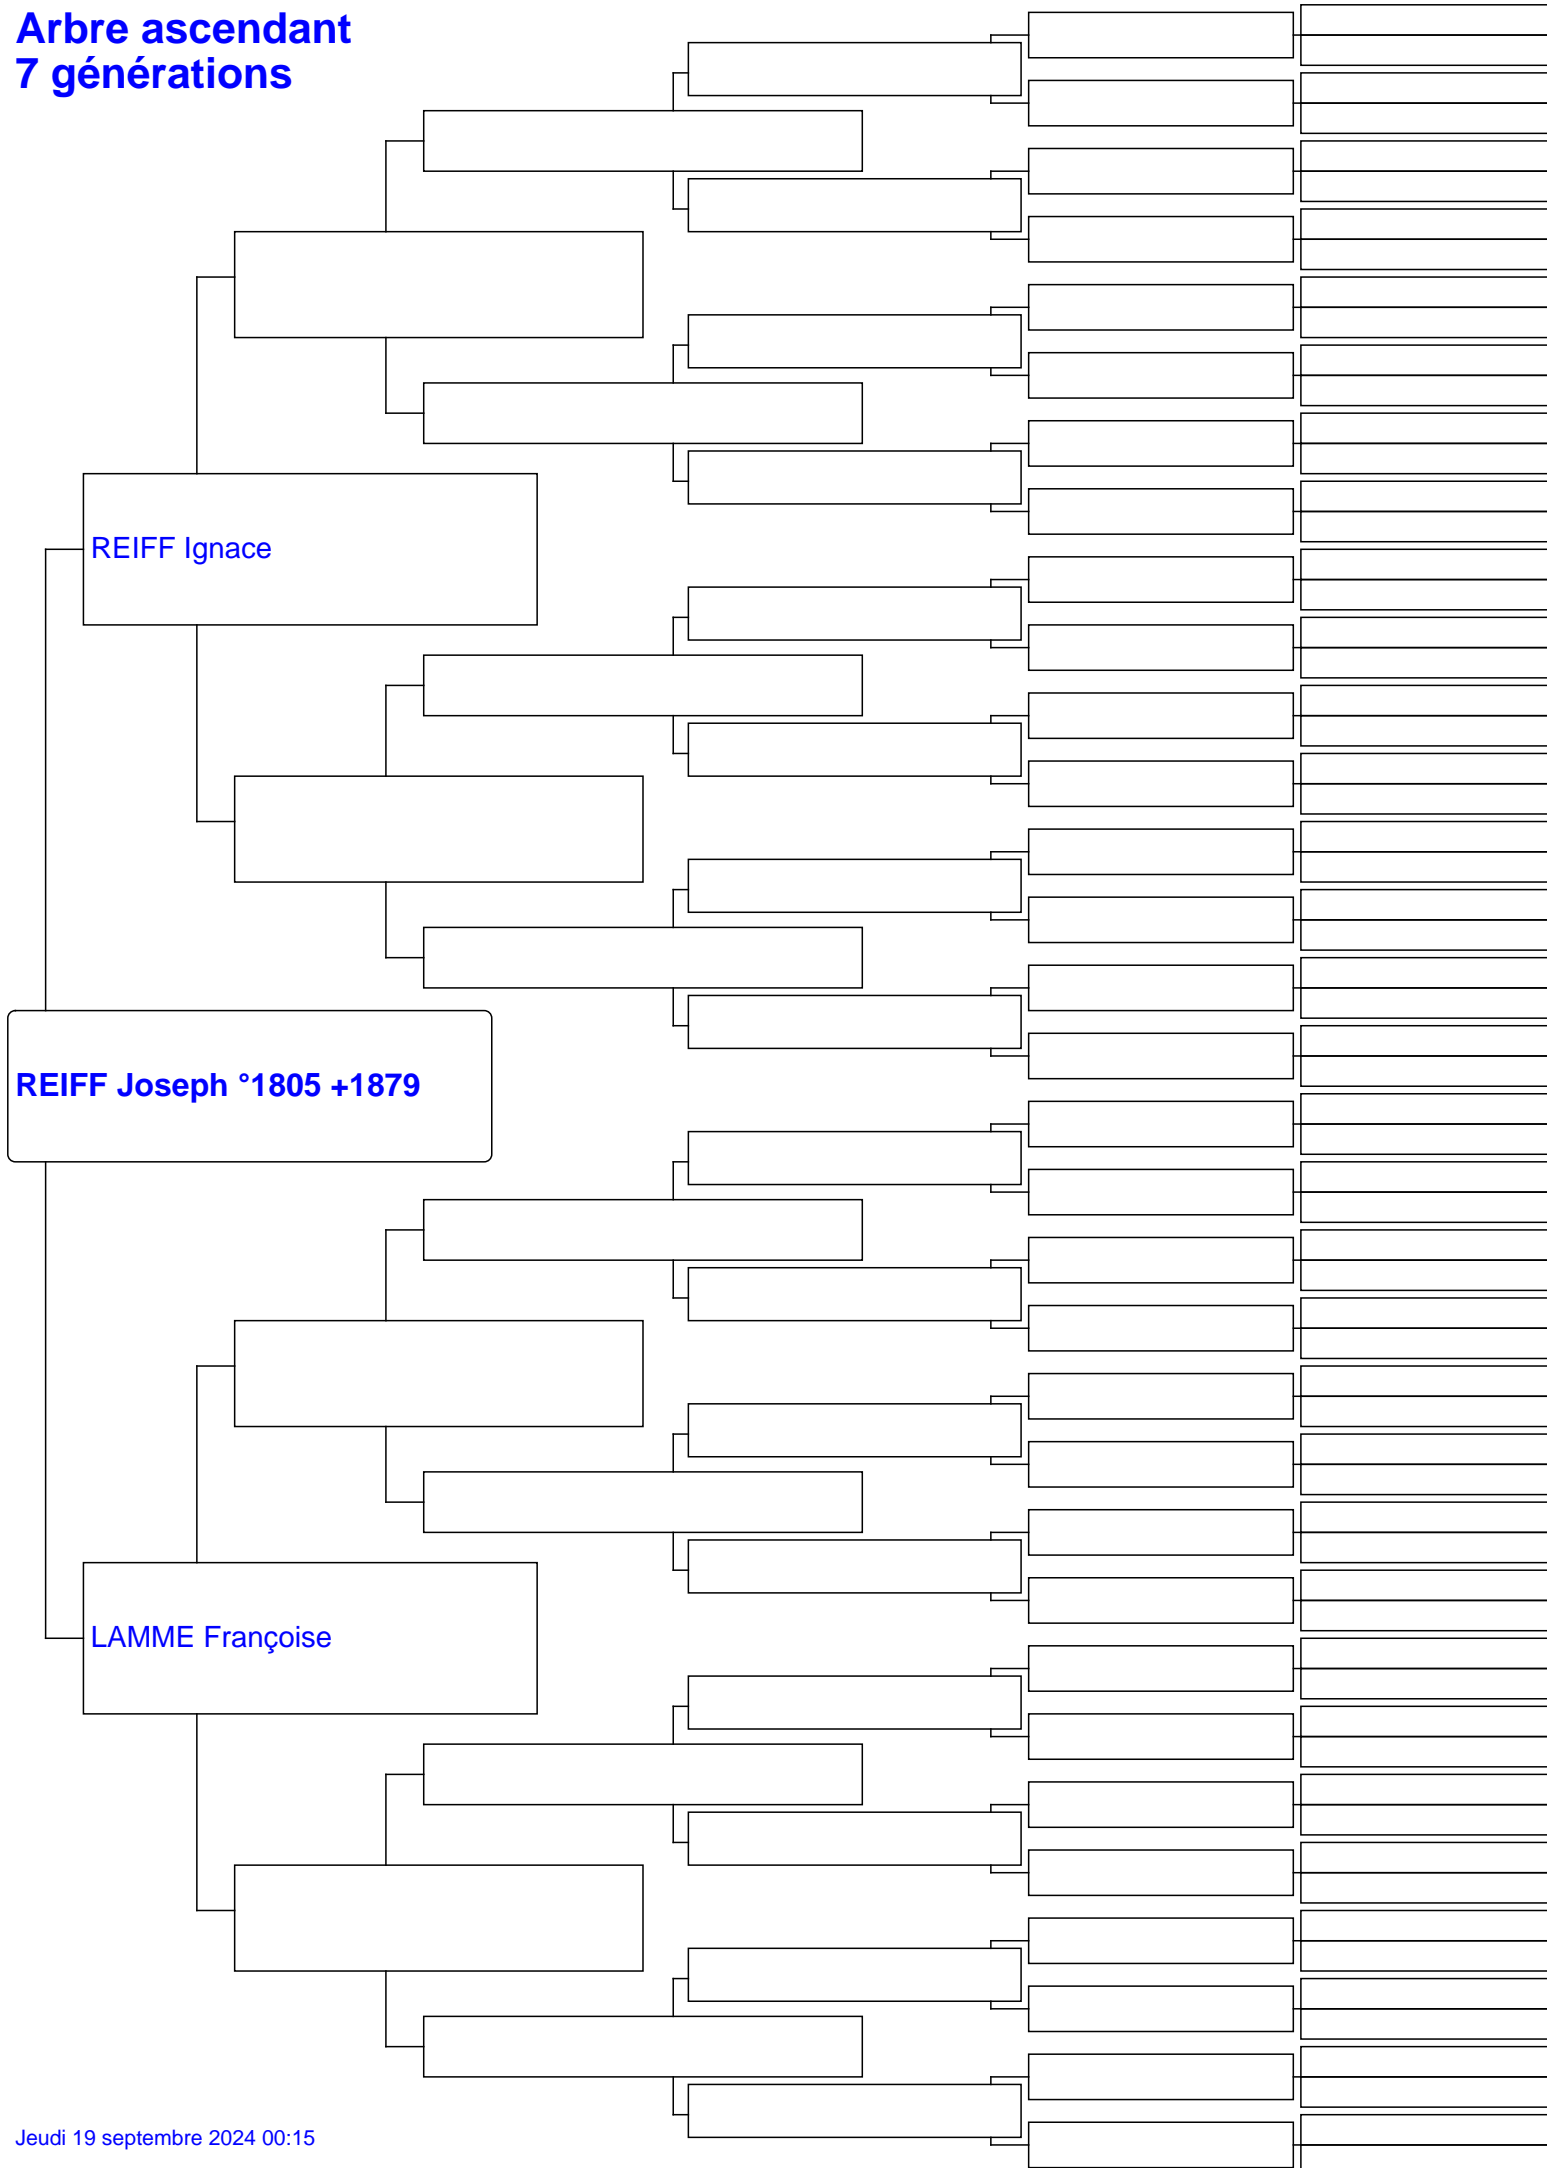 Arbre ascendant
7 générations
REIFF Ignace
REIFF Joseph °1805 +1879
LAMME Françoise
Jeudi 19 septembre 2024 00:15